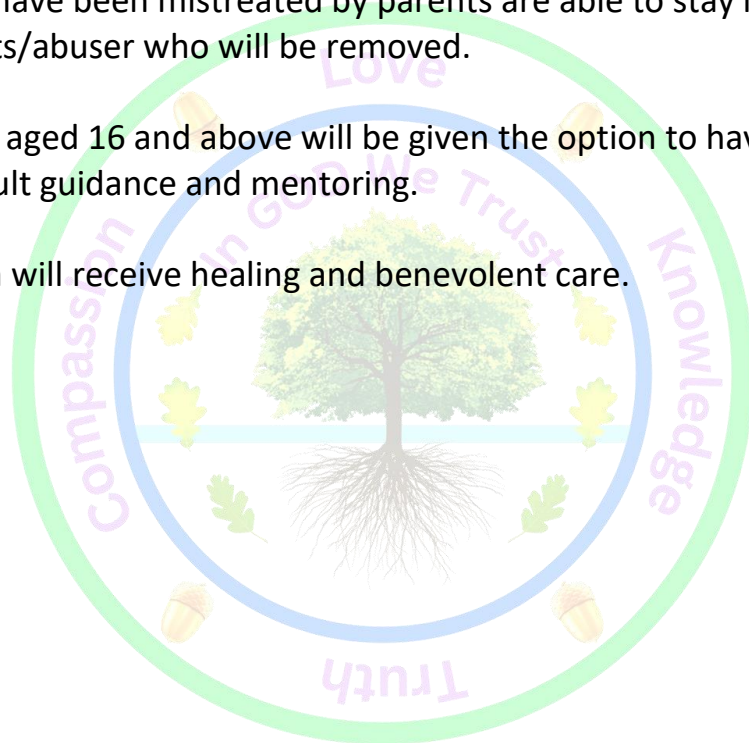 have been mistreated by parents are able to stay
ts/abuser who will be removed.
Love
aged 16 and above will be given the option to hav
ult guidance and mentoring.
In GOD We Trust
will receive healing and benevolent care.
Compassion
Knowledge
Truth